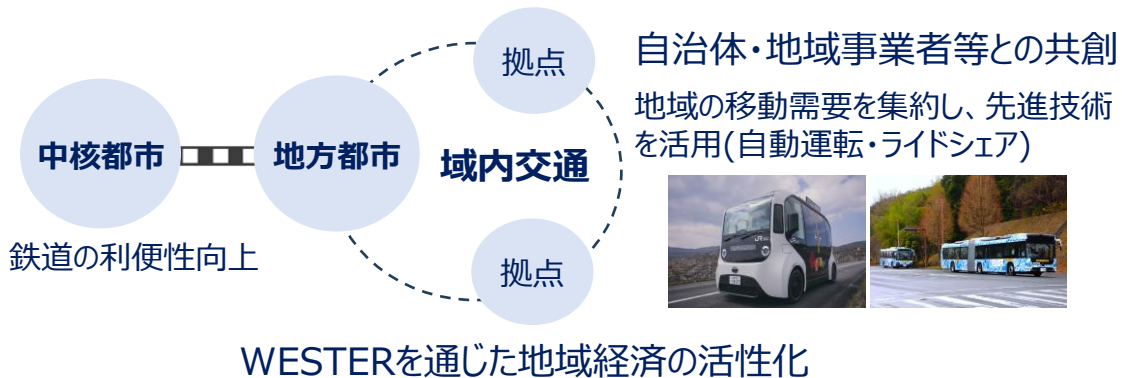 拠点
自治体・地域事業者等との共創
地域の移動需要を集約し、先進技術
を活用(自動運転・ライドシェア)
中核都市
地方都市
域内交通
鉄道の利便性向上
拠点
JR
WESTERを通じた地域経済の活性化